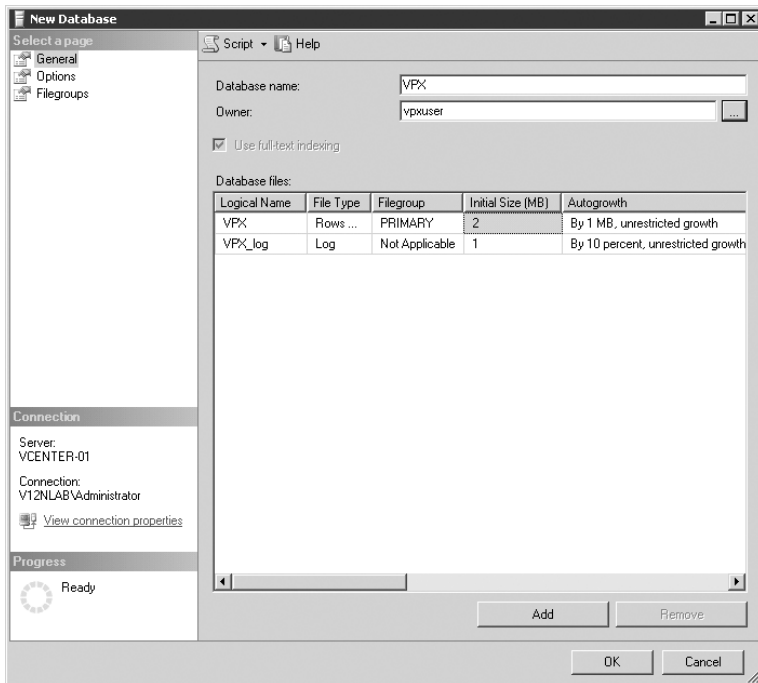 New Database
Select a page
General
Options
Filegroups
Script
Help
Database name:
VPX
Owner:
vpxuser
...
Use full-text indexing
Database files:
Logical Name File Type Filegroup Initial Size (MB) Autogrowth
VPX Rows ... PRIMARY 2 By 1 MB, unrestricted growth
VPX_log Log Not Applicable 1 By 10 percent, unrestricted growth
Connection
Server:
VCENTER-01
Connection:
V12NLAB\Administrator
View connection properties
Progress
Ready
Add
Remove
OK
Cancel